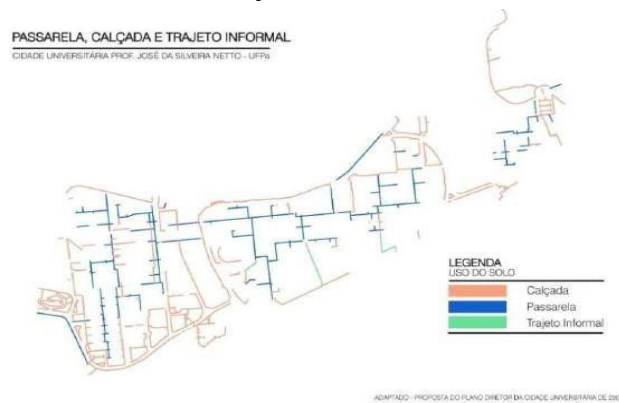 PASSARELA, CALÇADA E TRAJETO INFORMAL
CIDADE UNIVERSITÁRIA PROF. JOSÉ DA SILVEIRA NETTO - UFPa
LEGENDA
USO DO SOLO
Calçada
Passarela
Trajeto Informal
ADAPTADO - PROPOSTA DO PLANO DIRETOR DA CIDADE UNIVERSITÁRIA DE